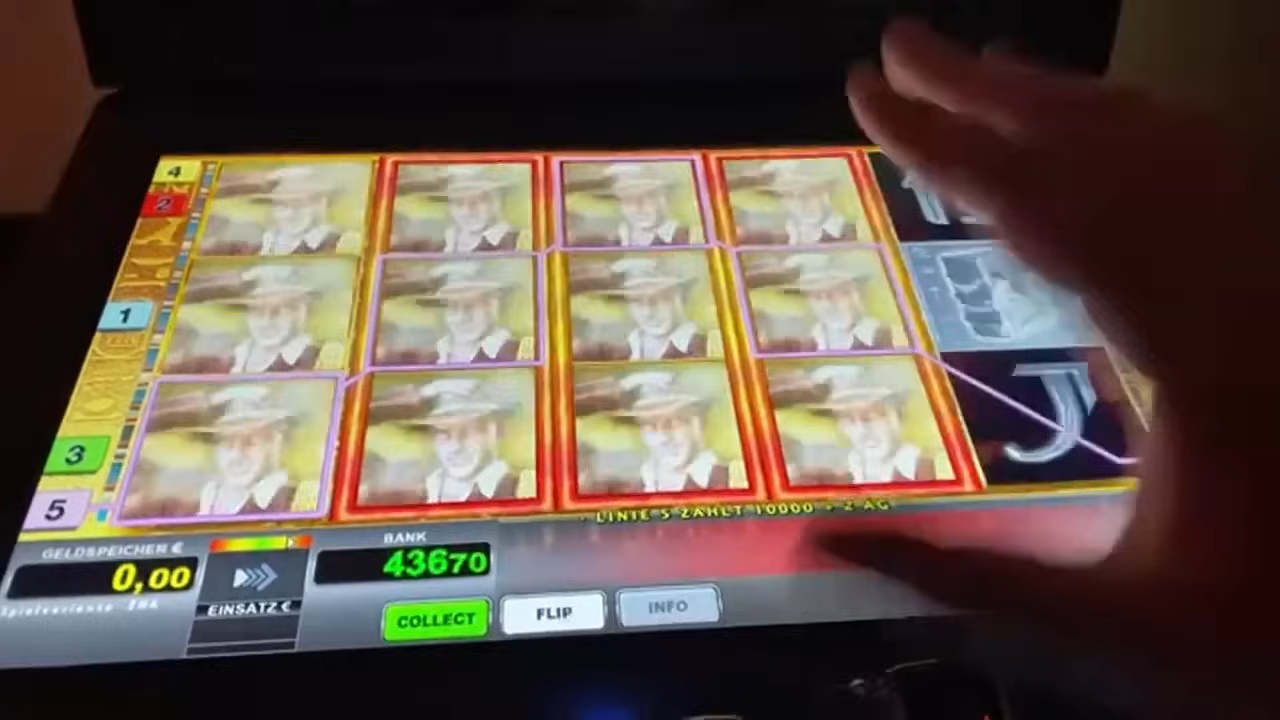 4
2
1
3
5
J
LINIE 5 ZAHLT 10000 + 2 AG
GELDSPEICHER €
0,00
BANK
43670
EINSATZ €
COLLECT
FLIP
INFO